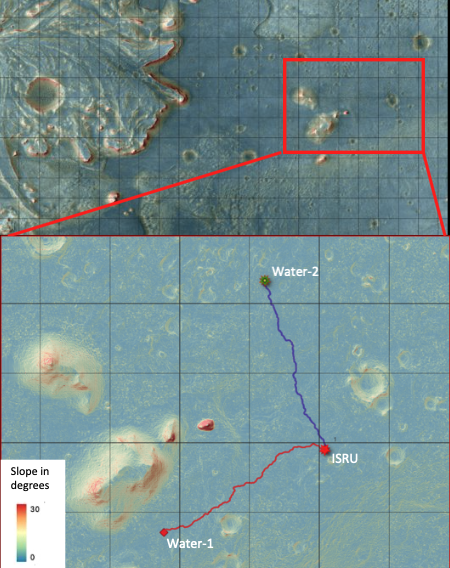 Water-2
ISRU
Slope in
degrees
30
0
Water-1